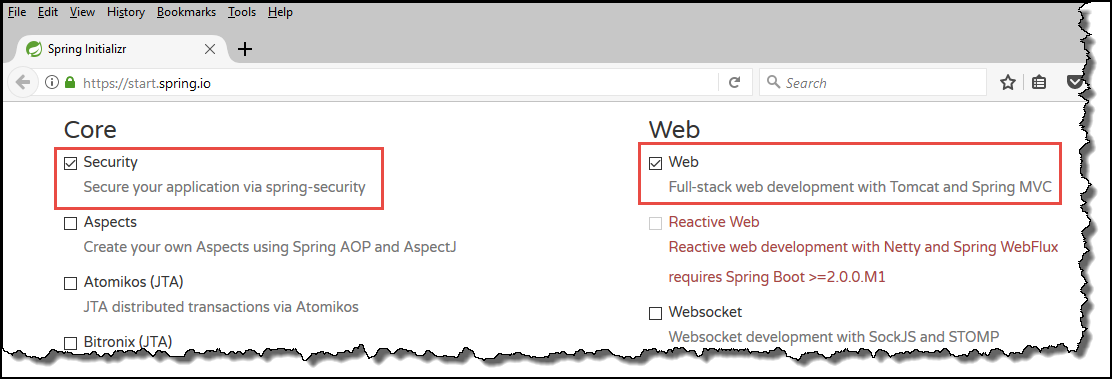 File Edit View History Bookmarks Tools Help
Spring Initializr
https://start.spring.io
Search
Core
Security
Secure your application via spring-security
Aspects
Create your own Aspects using Spring AOP and AspectJ
Atomikos (JTA)
JTA distributed transactions via Atomikos
Bitronix (JTA)
Web
Web
Full-stack web development with Tomcat and Spring MVC
Reactive Web
Reactive web development with Netty and Spring WebFlux
requires Spring Boot >=2.0.0.M1
Websocket
Websocket development with SockJS and STOMP